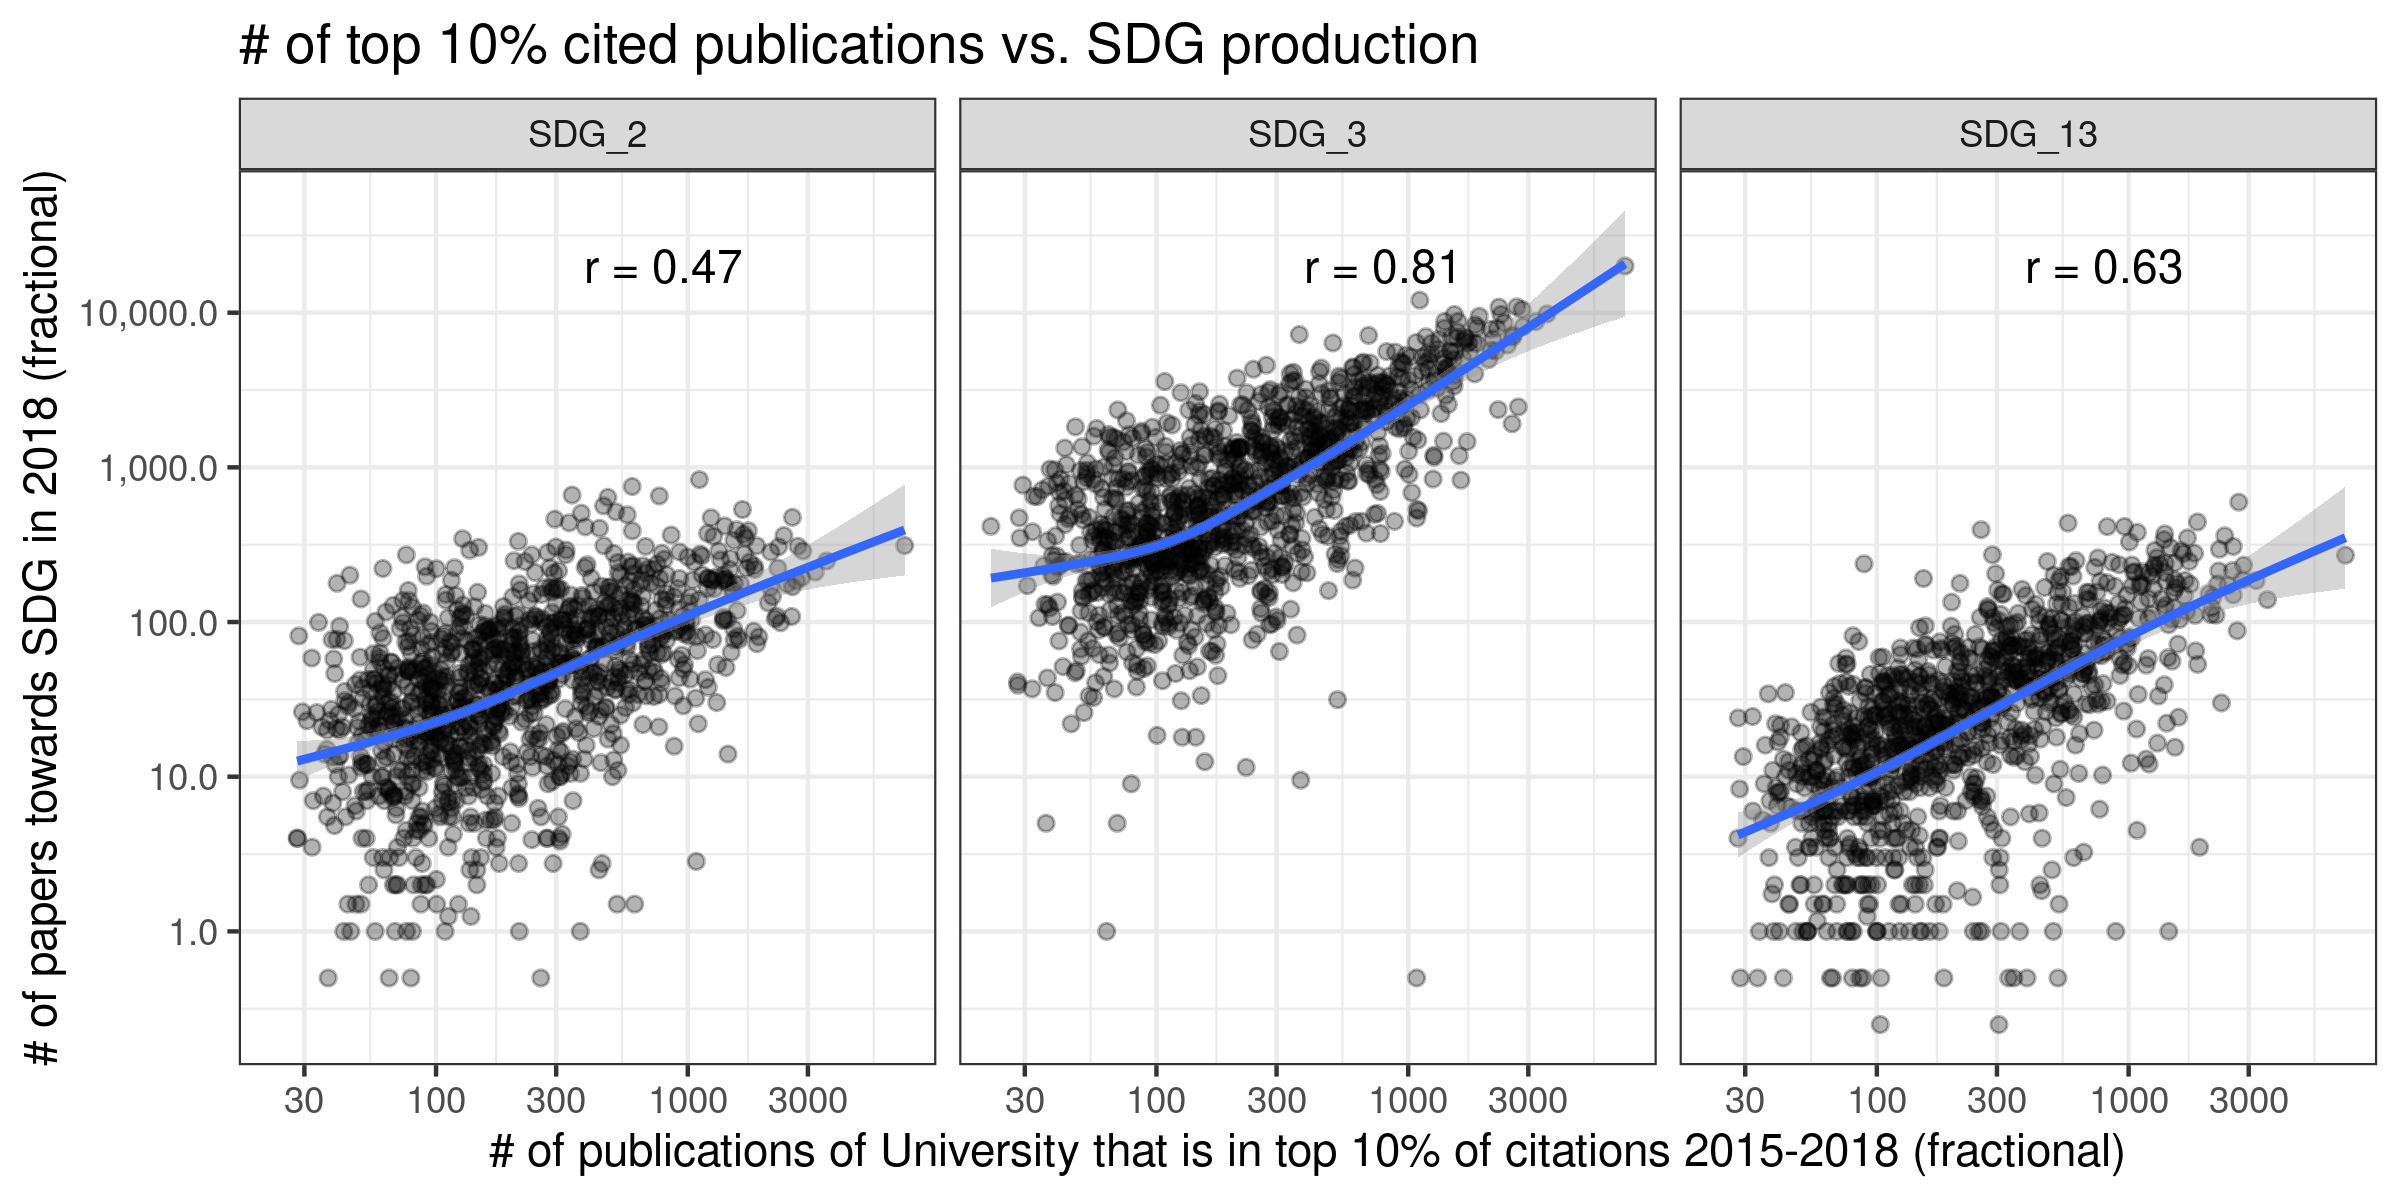 # of top 10% cited publications vs. SDG production
SDG_2
SDG_3
SDG_13
r = 0.47
r = 0.81
r = 0.63
# of papers towards SDG in 2018 (fractional)
10,000.0
1,000.0
100.0
10.0
1.0
30 100 300 1000 3000
30 100 300 1000 3000
30 100 300 1000 3000
# of publications of University that is in top 10% of citations 2015-2018 (fractional)